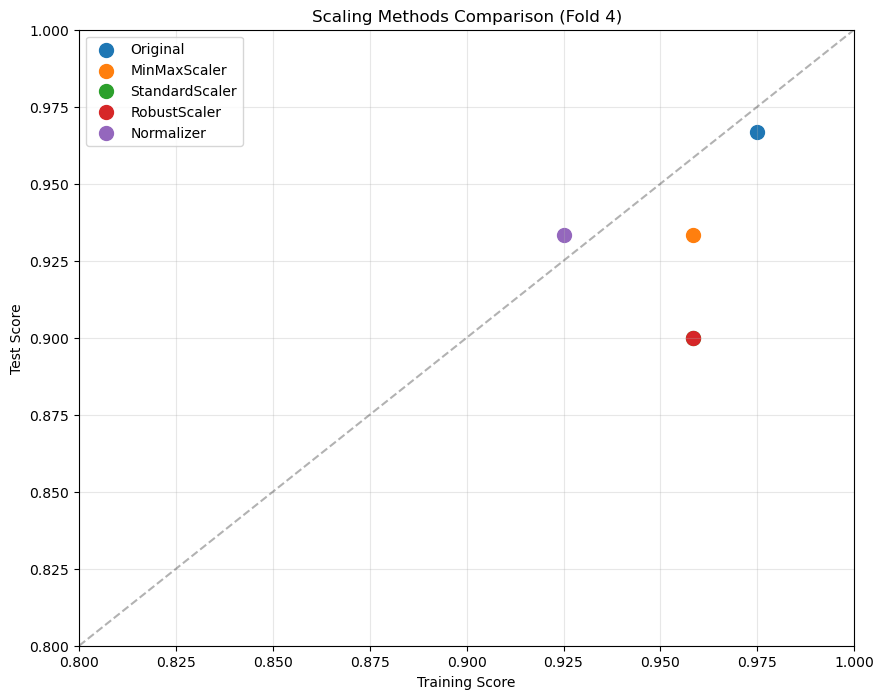 Scaling Methods Comparison (Fold 4)
Original
MinMaxScaler
StandardScaler
RobustScaler
Normalizer
1.000
0.975
0.950
0.925
0.900
0.875
0.850
0.825
0.800
Test Score
0.800 0.825 0.850 0.875 0.900 0.925 0.950 0.975 1.000
Training Score